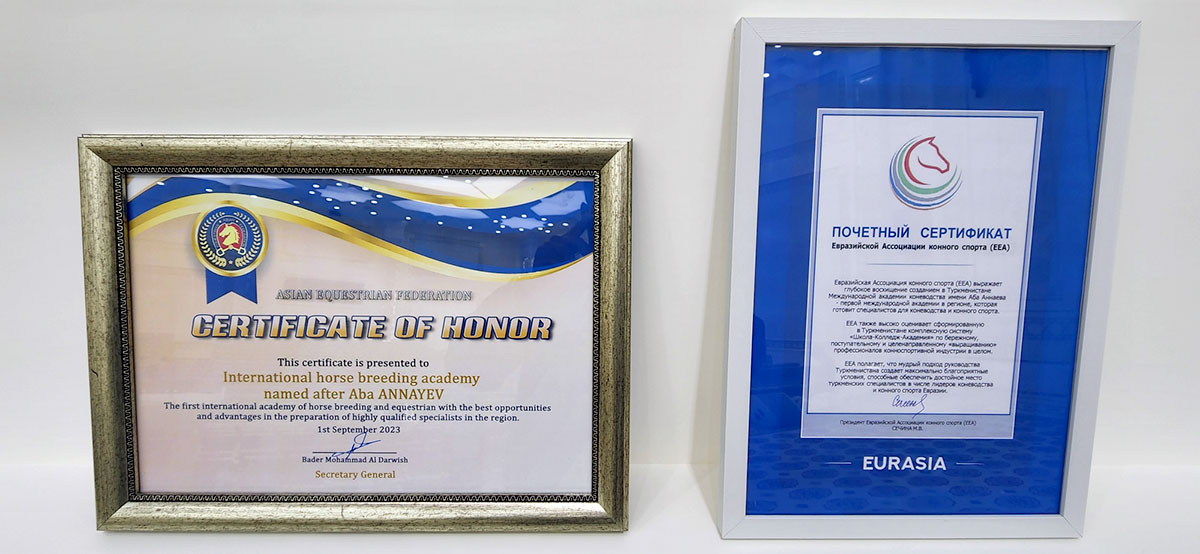 ASIAN EQUESTRIAN FEDERATION
CERTIFICATE OF HONOR
This certificate is presented to
International horse breeding academy
named after Aba ANNAYEV
The first international academy of horse breeding and equestrian with the best opportunities
and advantages in the preparation of highly qualified specialists in the region.
1st September 2023
Bader Mohammad Al Darwish
Secretary General
ПОЧЕТНЫЙ СЕРТИФИКАТ
Евразийской Ассоциации конного спорта (ЕЕА)
Евразийская Ассоциация конного спорта (ЕЕА) выражает
глубокое восхищение созданием в Туркменистане
Международной академии коневодства имени Аба Аннаева
- первой международной академии в регионе, которая
готовит специалистов для коневодства и конного спорта.
ЕЕА также высоко оценивает сформированную
в Туркменистане комплексную систему
«Школа-Колледж-Академия» по бережному,
поступательному и целенаправленному «выращиванию»
профессионалов конноспортивной индустрии в целом.
ЕЕА полагает, что мудрый подход руководства
Туркменистана создает максимально благоприятные
условия, способные обеспечить достойное место
туркменских специалистов в числе лидеров коневодства
и конного спорта Евразии.
Президент Евразийской Ассоциации конного спорта (ЕЕА)
СЕЧИНА М.В.
EURASIA